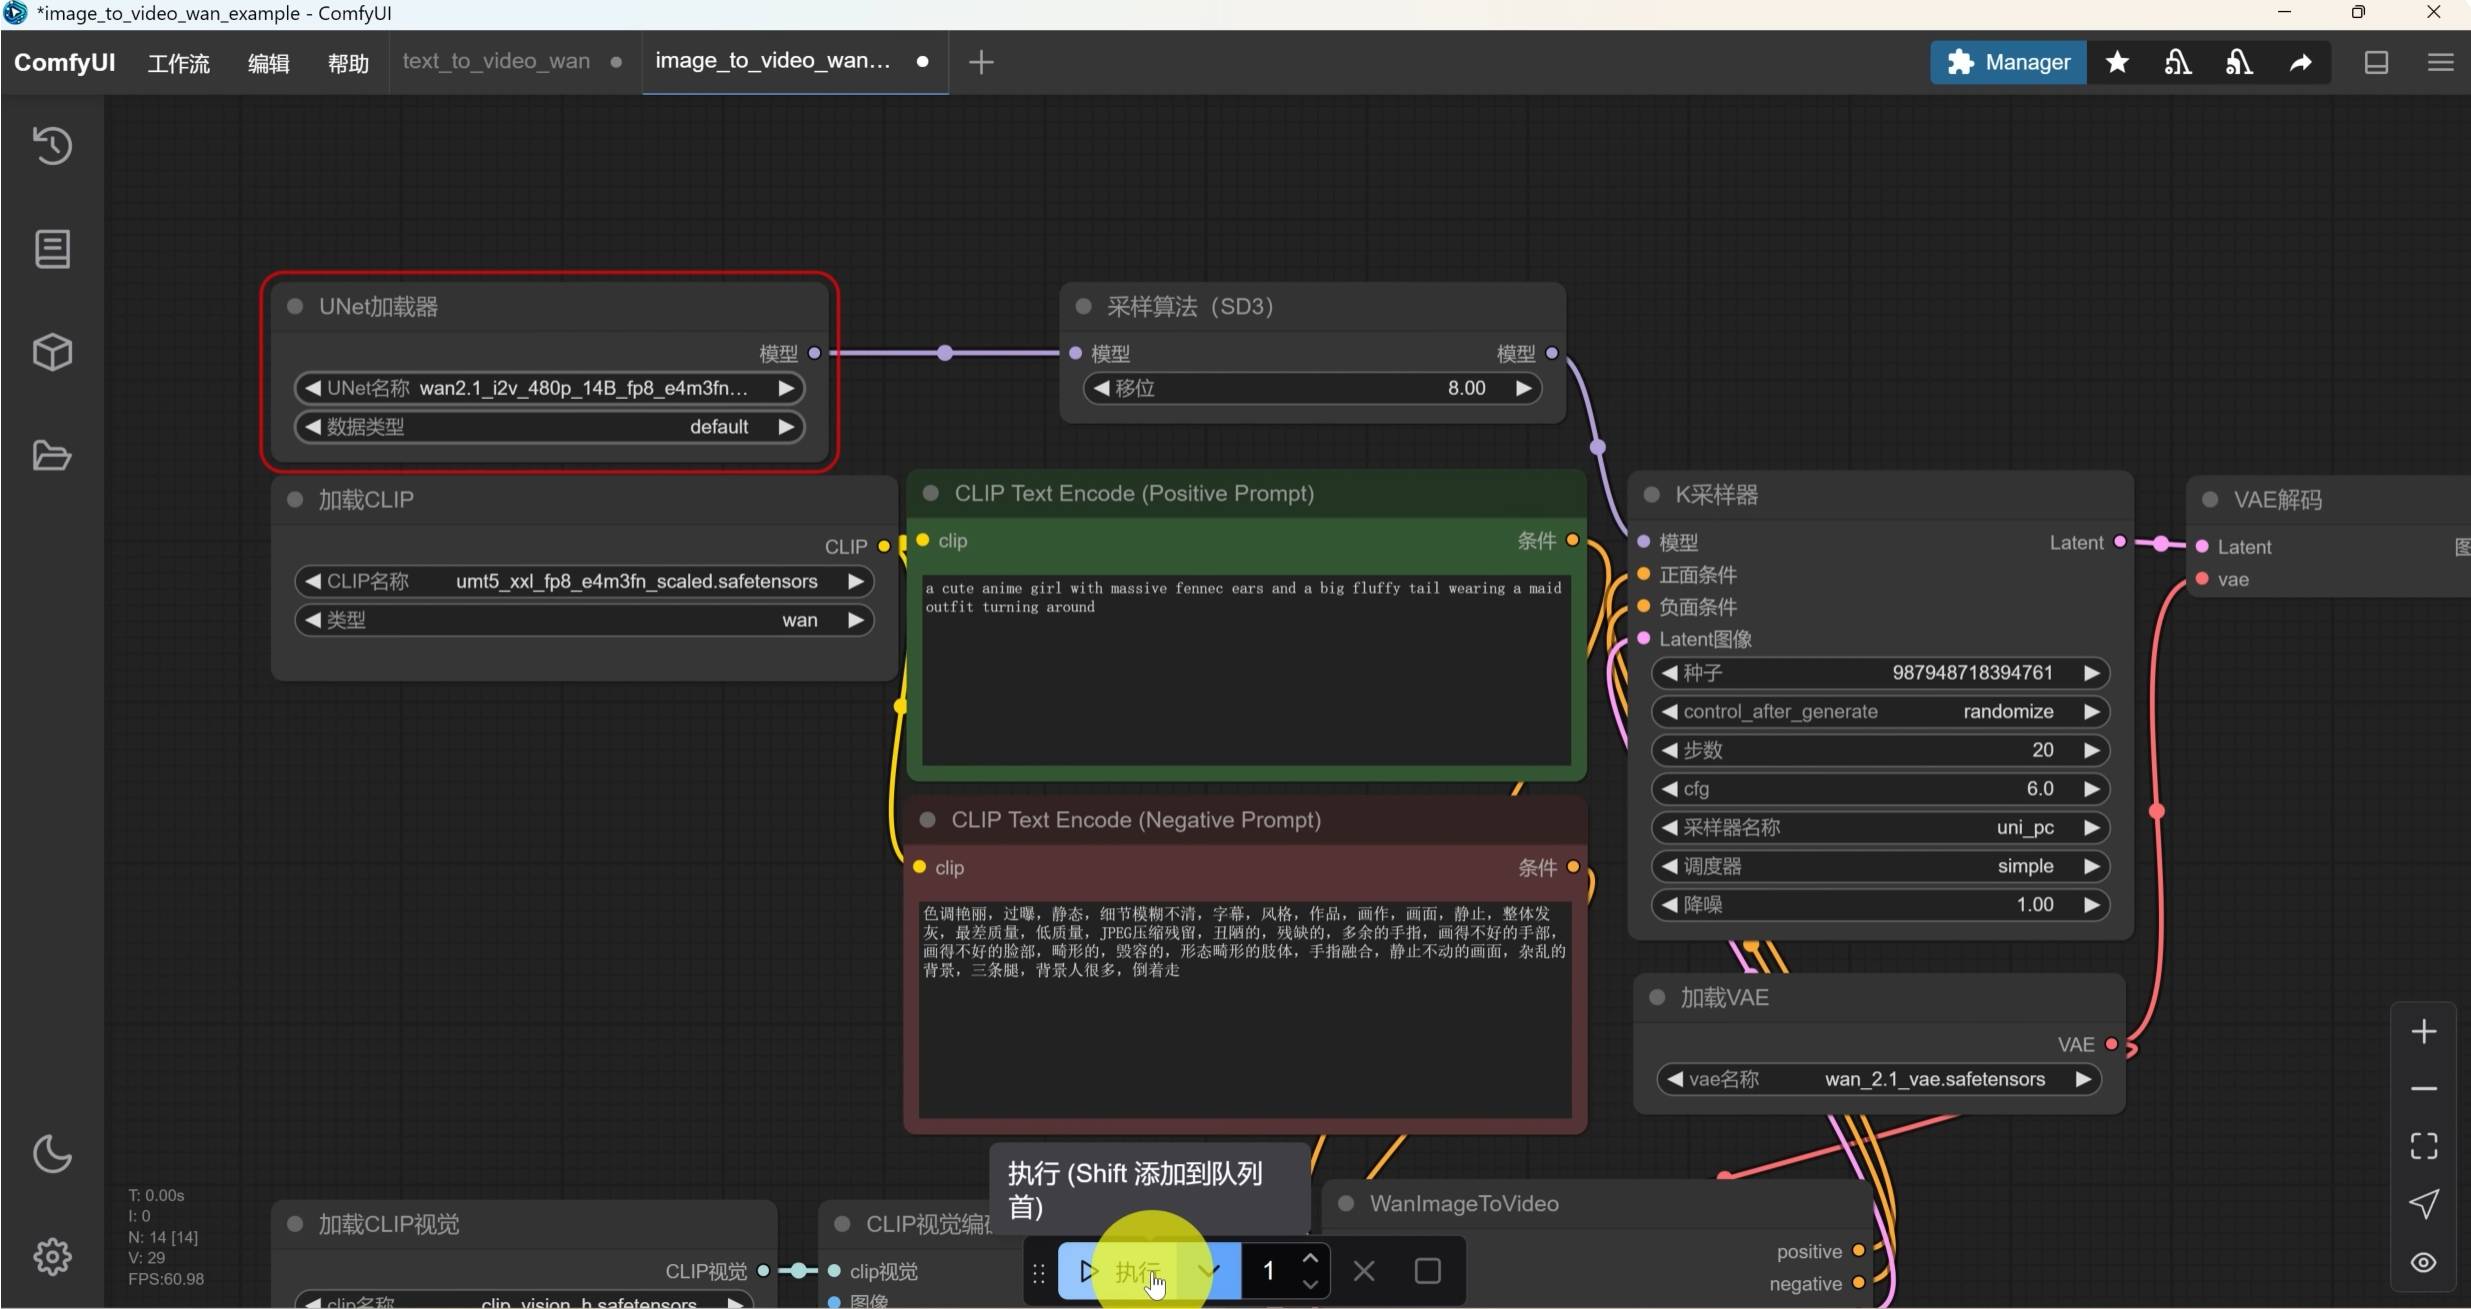 *image_to_video_wan_example - ComfyUI
ComfyUI 工作流 编辑 帮助 text_to_video_wan image_to_video_wan... Manager
UNet加载器
模型
UNet名称 wan2.1_i2v_480p_14B_fp8_e4m3fn...
数据类型 default
采样算法（SD3）
模型 模型
移位 8.00
加载CLIP
CLIP
CLIP名称 umt5_xxl_fp8_e4m3fn_scaled.safetensors
类型 wan
CLIP Text Encode (Positive Prompt)
clip 条件
a cute anime girl with massive fennec ears and a big fluffy tail wearing a maid
outfit turning around
CLIP Text Encode (Negative Prompt)
clip 条件
色调艳丽，过曝，静态，细节模糊不清，字幕，风格，作品，画作，画面，静止，整体发
灰，最差质量，低质量，JPEG压缩残留，丑陋的，残缺的，多余的手指，画得不好的手部，
画得不好的脸部，畸形的，毁容的，形态畸形的肢体，手指融合，静止不动的画面，杂乱的
背景，三条腿，背景人很多，倒着走
K采样器
模型 Latent
正面条件
负面条件
Latent图像
种子 987948718394761
control_after_generate randomize
步数 20
cfg 6.0
采样器名称 uni_pc
调度器 simple
降噪 1.00
VAE解码
Latent
vae
加载VAE
VAE
vae名称 wan_2.1_vae.safetensors
执行 (Shift 添加到队列
首)
T: 0.00s
I: 0
N: 14 [14]
V: 29
FPS:60.98
加载CLIP视觉
CLIP视觉
clip名称 clip_vision_h.safetensors
CLIP视觉编码
clip视觉
图像
WanImageToVideo
positive
negative
执行 1